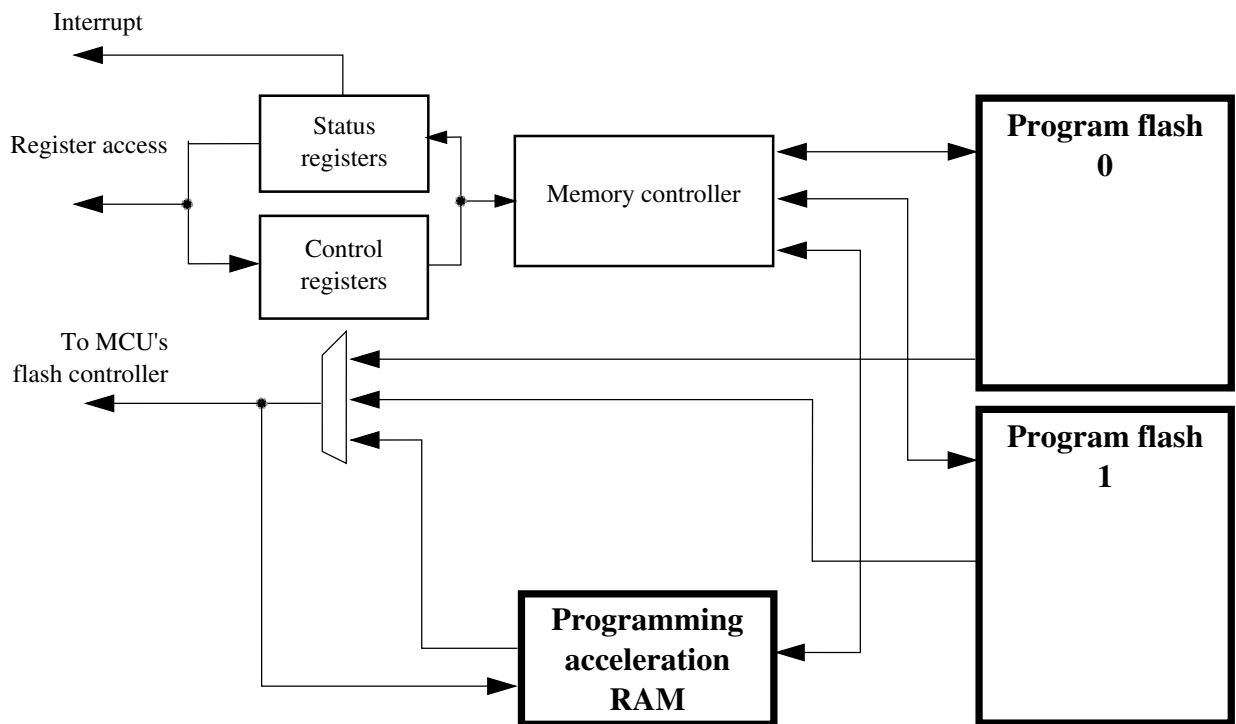 Interrupt
Register access
Status
registers
Control
registers
Memory controller
Program flash
0
To MCU's
flash controller
Program flash
1
Programming
acceleration
RAM